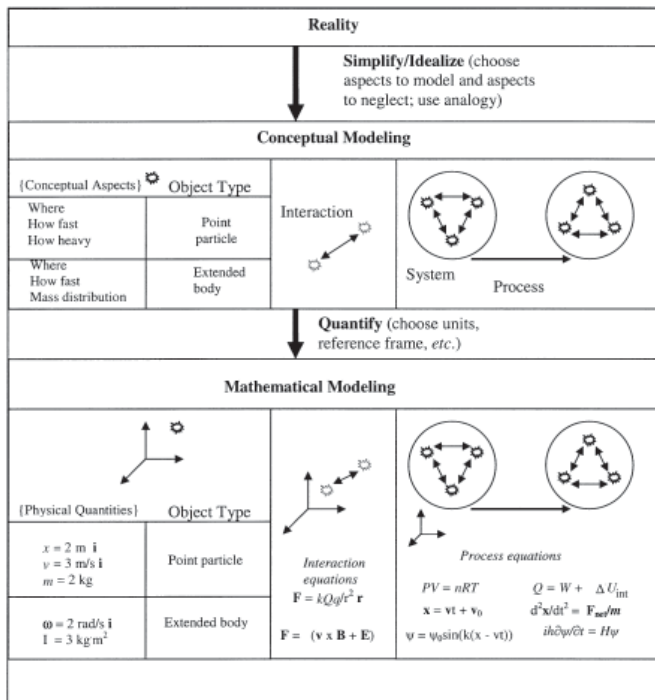 Reality
Simplify/Idealize (choose
aspects to model and aspects
to neglect; use analogy)
Conceptual Modeling
{Conceptual Aspects}
Object Type
Where
How fast
How heavy
Point
particle
Where
How fast
Mass distribution
Extended
body
Interaction
System
Process
Quantify (choose units,
reference frame, etc.)
Mathematical Modeling
{Physical Quantities}
Object Type
x = 2 m i
v = 3 m/s i
m = 2 kg
Point particle
ω = 2 rad/s i
I = 3 kg·m²
Extended body
Interaction
equations
F = kQq/r² r
F = (v x B + E)
Process equations
PV = nRT
x = vt + v₀
ψ = ψ₀sin(k(x - vt))
Q = W + ΔU_int
d²x/dt² = F_net/m
iħ∂ψ/∂t = Hψ